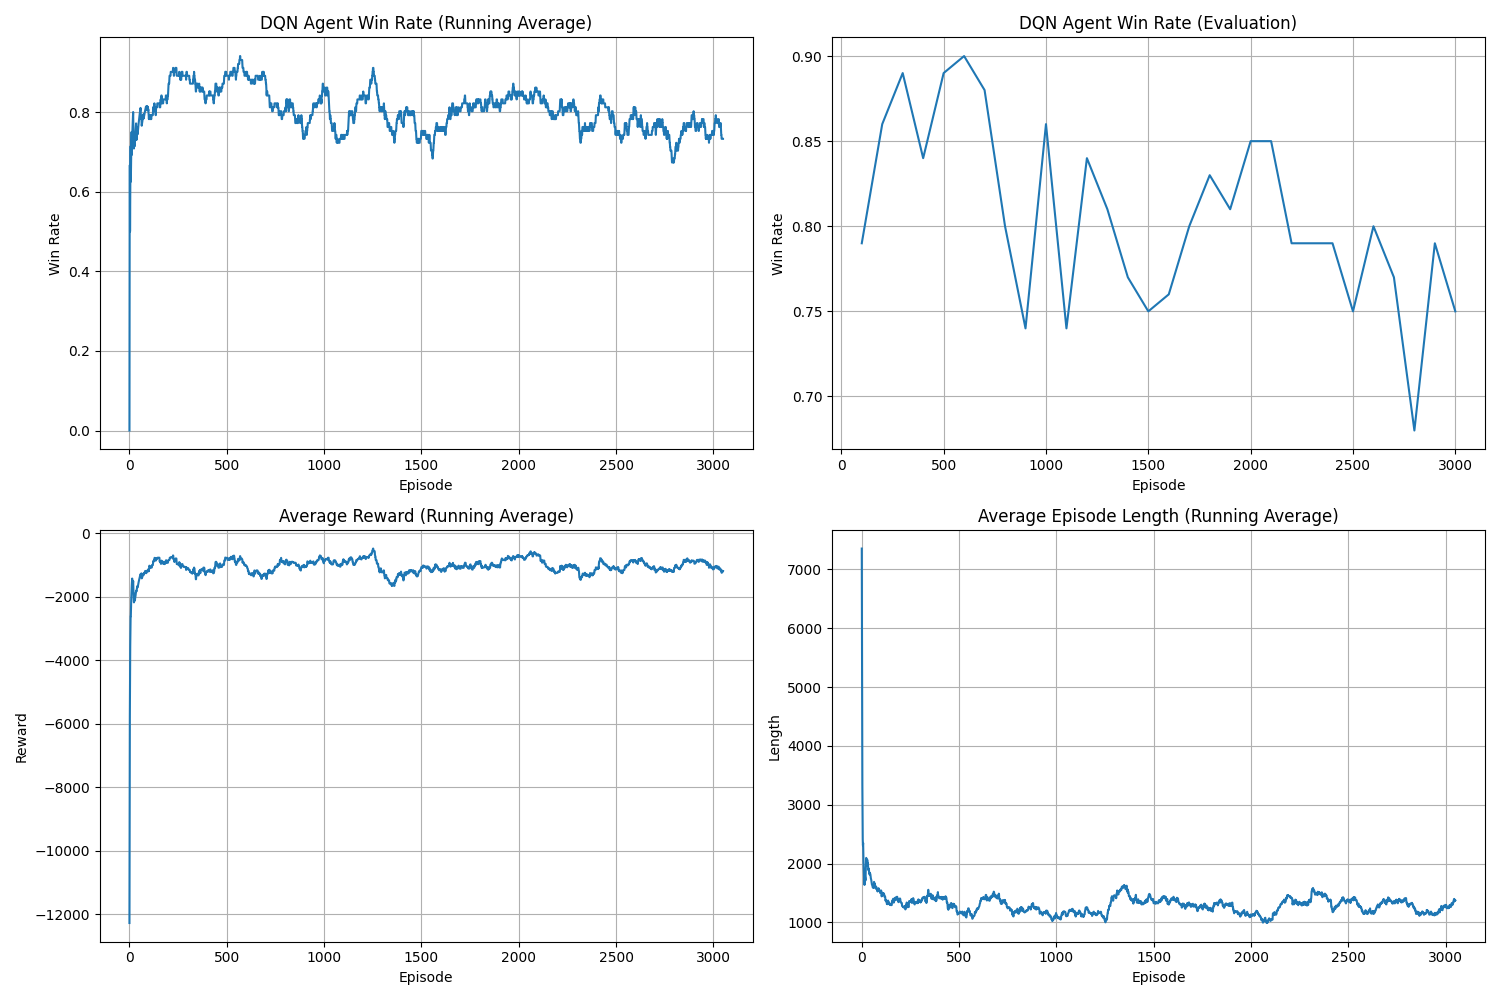 DQN Agent Win Rate (Running Average)
Win Rate
0.8
0.6
0.4
0.2
0.0
0 500 1000 1500 2000 2500 3000
Episode
DQN Agent Win Rate (Evaluation)
Win Rate
0.90
0.85
0.80
0.75
0.70
0 500 1000 1500 2000 2500 3000
Episode
Average Reward (Running Average)
Reward
0
−2000
−4000
−6000
−8000
−10000
−12000
0 500 1000 1500 2000 2500 3000
Episode
Average Episode Length (Running Average)
Length
7000
6000
5000
4000
3000
2000
1000
0 500 1000 1500 2000 2500 3000
Episode